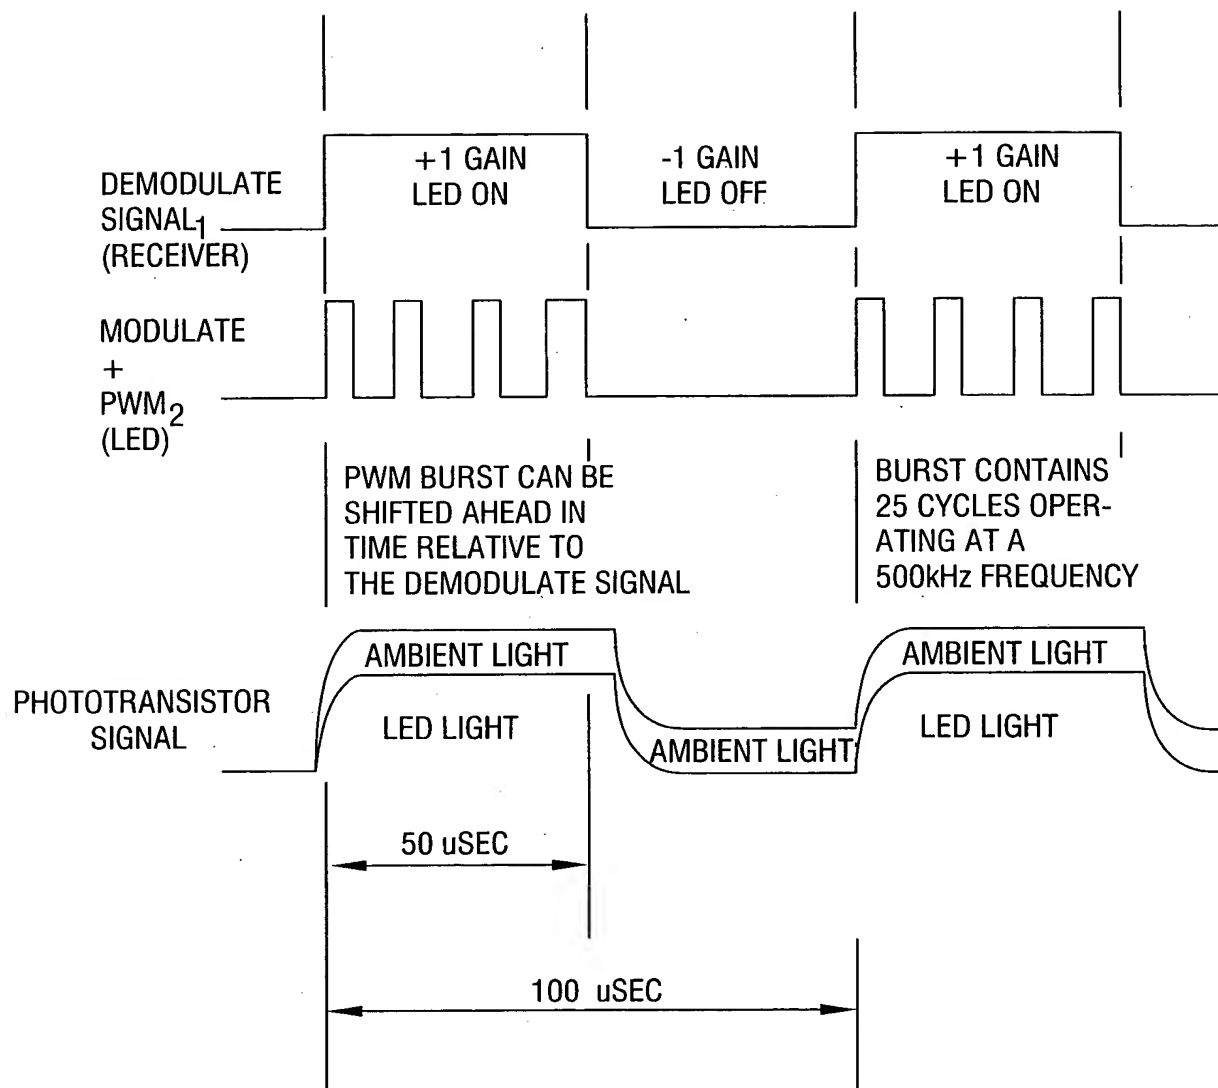 +1 GAIN
LED ON
-1 GAIN
LED OFF
+1 GAIN
LED ON
DEMODULATE
SIGNAL1
(RECEIVER)
MODULATE
+
PWM2
(LED)
PWM BURST CAN BE
SHIFTED AHEAD IN
TIME RELATIVE TO
THE DEMODULATE SIGNAL
BURST CONTAINS
25 CYCLES OPER-
ATING AT A
500kHz FREQUENCY
AMBIENT LIGHT
AMBIENT LIGHT
PHOTOTRANSISTOR
SIGNAL
LED LIGHT
AMBIENT LIGHT
LED LIGHT
50 uSEC
100 uSEC